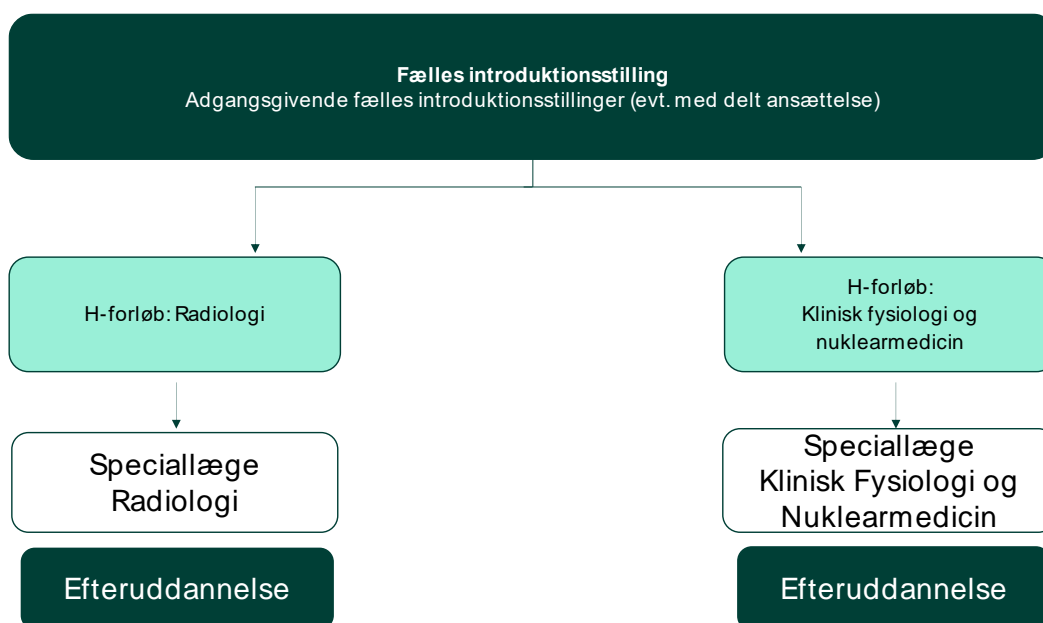 Fælles introduktionsstilling
Adgangsgivende fælles introduktionsstillinger (evt. med delt ansættelse)
H-forløb: Radiologi
H-forløb:
Klinisk fysiologi og
nuklearmedicin
Speciallæge
Radiologi
Speciallæge
Klinisk Fysiologi og
Nuklearmedicin
Efteruddannelse
Efteruddannelse